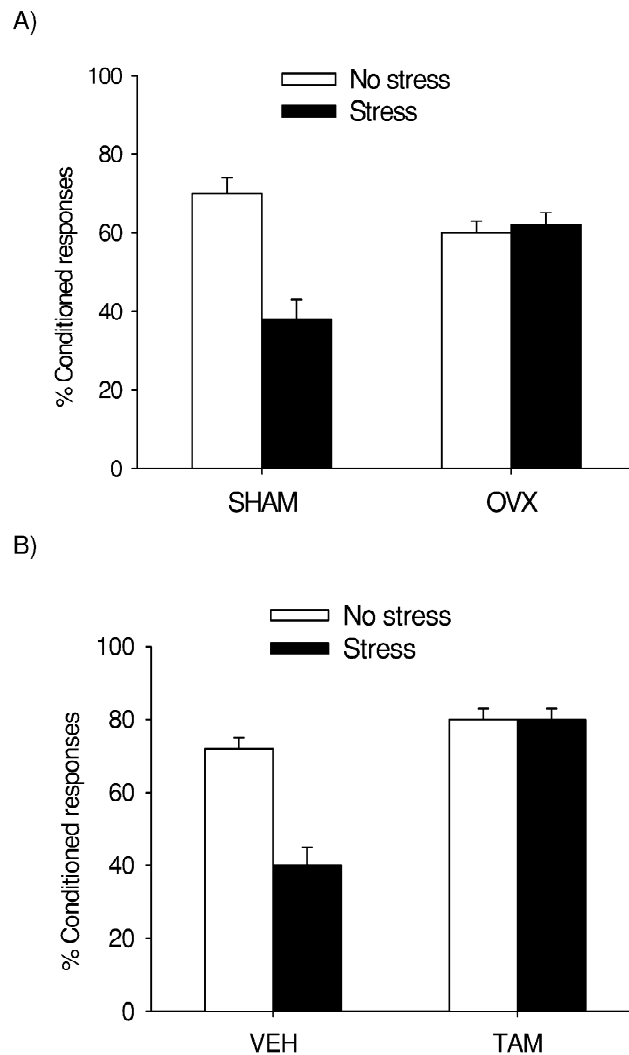 A)
No stress
Stress
% Conditioned responses
100
80
60
40
20
0
SHAM
OVX
B)
No stress
Stress
% Conditioned responses
100
80
60
40
20
0
VEH
TAM